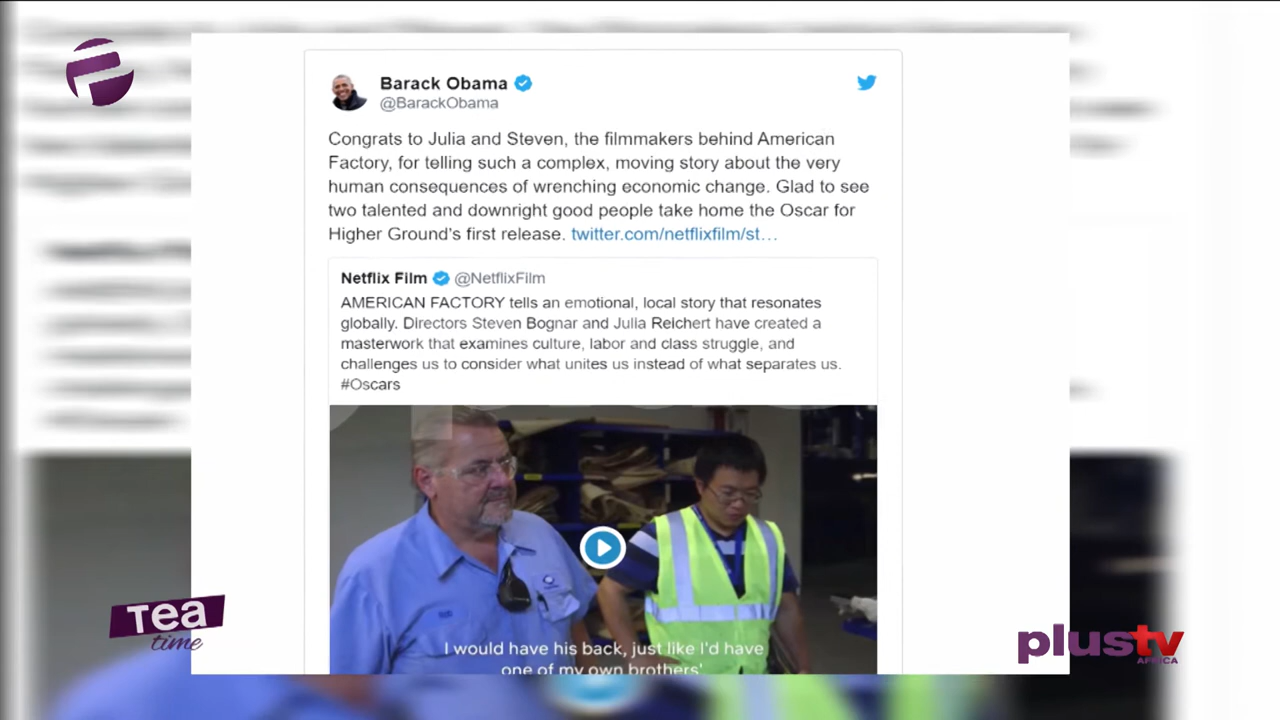 Barack Obama
@BarackObama
Congrats to Julia and Steven, the filmmakers behind American
Factory, for telling such a complex, moving story about the very
human consequences of wrenching economic change. Glad to see
two talented and downright good people take home the Oscar for
Higher Ground's first release. twitter.com/netflixfilm/st…
Netflix Film @NetflixFilm
AMERICAN FACTORY tells an emotional, local story that resonates
globally. Directors Steven Bognar and Julia Reichert have created a
masterwork that examines culture, labor and class struggle, and
challenges us to consider what unites us instead of what separates us.
#Oscars
I would have his back, just like I'd have
one of my own brothers'
Tea
time
plustv
AFRICA